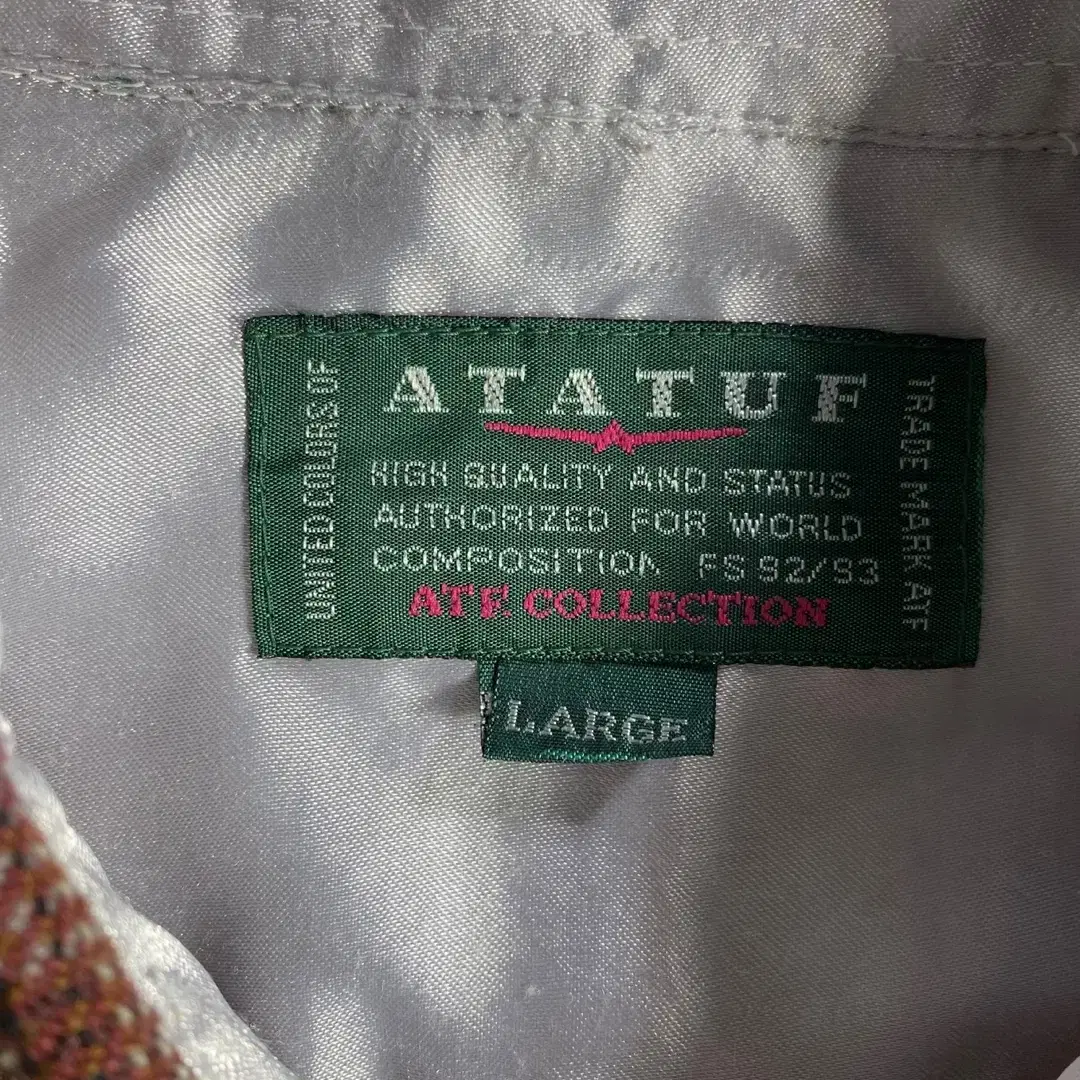 UNITED COLORS OF
ATATUF
HIGH QUALITY AND STATUS
AUTHORIZED FOR WORLD
COMPOSITION FS 92/93
ATF. COLLECTION
TRADE MARK ATF
LARGE